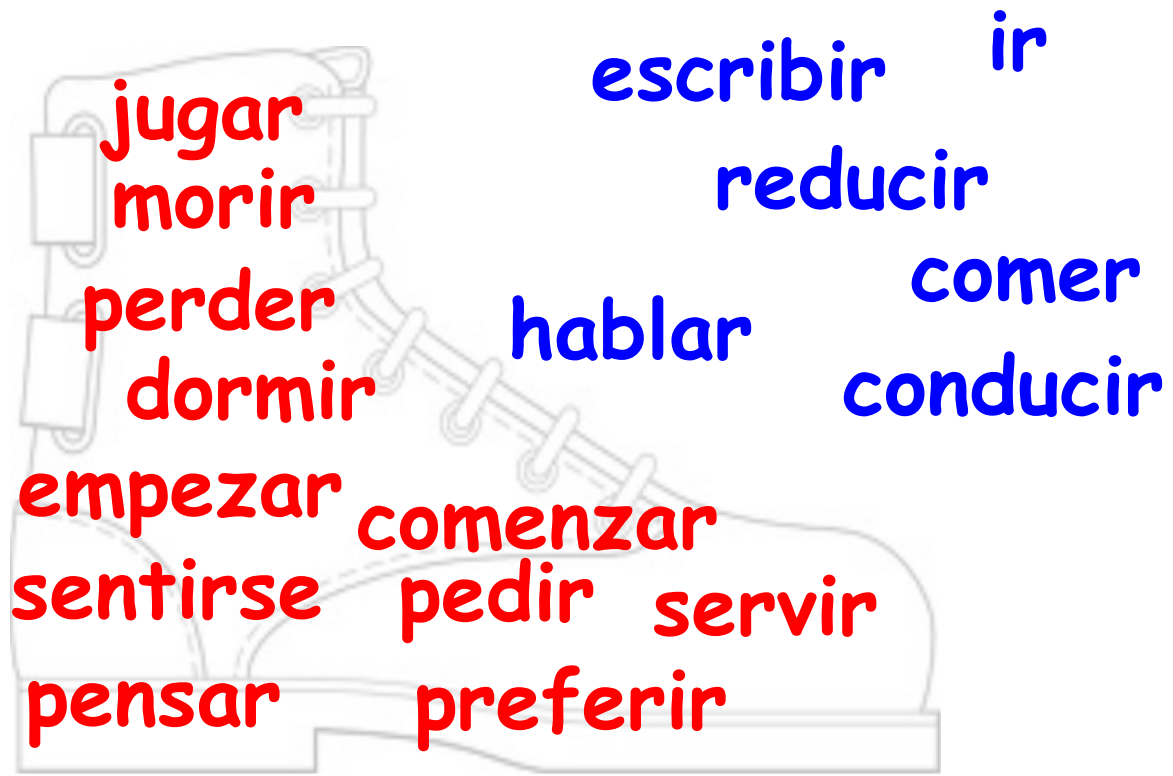 ir
escribir
jugar
reducir
morir
comer
perder
hablar
dormir
conducir
empezar
comenzar
sentirse
pedir
servir
pensar
preferir